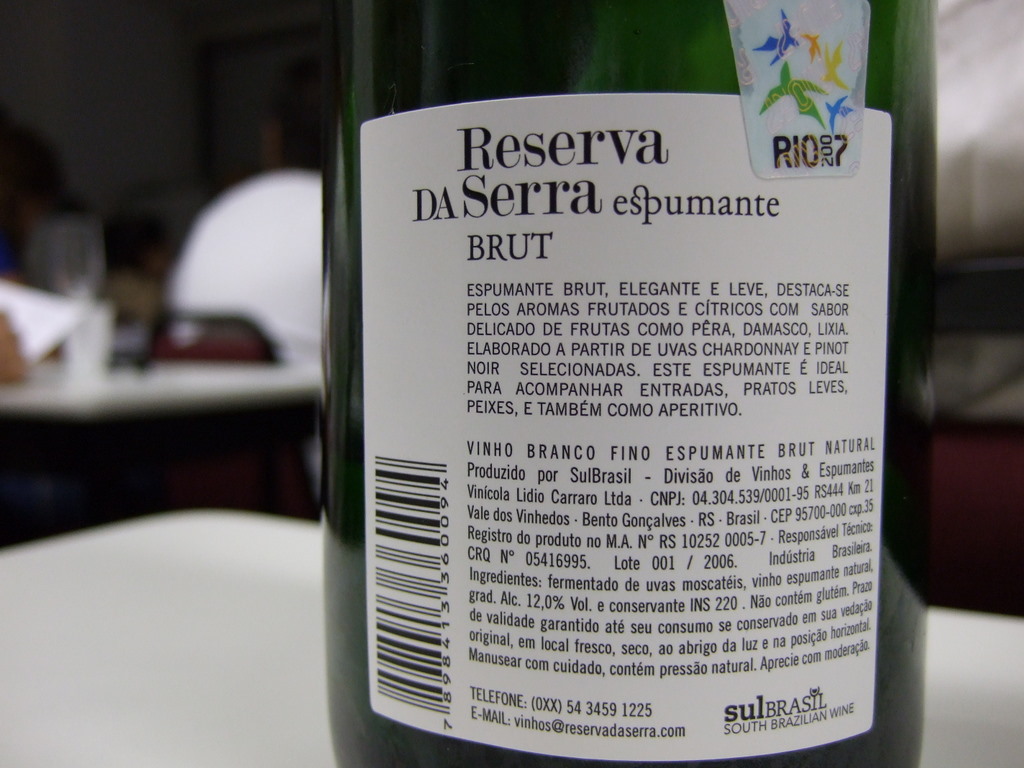 RIO2007
Reserva
DA Serra espumante
BRUT
ESPUMANTE BRUT, ELEGANTE E LEVE, DESTACA-SE
PELOS AROMAS FRUTADOS E CÍTRICOS COM SABOR
DELICADO DE FRUTAS COMO PÊRA, DAMASCO, LIXIA.
ELABORADO A PARTIR DE UVAS CHARDONNAY E PINOT
NOIR SELECIONADAS. ESTE ESPUMANTE É IDEAL
PARA ACOMPANHAR ENTRADAS, PRATOS LEVES,
PEIXES, E TAMBÉM COMO APERITIVO.
VINHO BRANCO FINO ESPUMANTE BRUT NATURAL
Produzido por SulBrasil - Divisão de Vinhos & Espumantes
Vinícola Lidio Carraro Ltda · CNPJ: 04.304.539/0001-95 RS444 Km 21
Vale dos Vinhedos · Bento Gonçalves · RS · Brasil · CEP 95700-000 cxp.35
Registro do produto no M.A. Nº RS 10252 0005-7 · Responsável Técnico:
CRQ Nº 05416995. Lote 001 / 2006. Indústria Brasileira.
Ingredientes: fermentado de uvas moscatéis, vinho espumante natural,
grad. Alc. 12,0% Vol. e conservante INS 220 . Não contém glutém. Prazo
de validade garantido até seu consumo se conservado em sua vedação
original, em local fresco, seco, ao abrigo da luz e na posição horizontal.
Manusear com cuidado, contém pressão natural. Aprecie com moderação.
TELEFONE: (0XX) 54 3459 1225
E-MAIL: vinhos@reservadaserra.com
sulBRASIL
SOUTH BRAZILIAN WINE
7 898413 360094